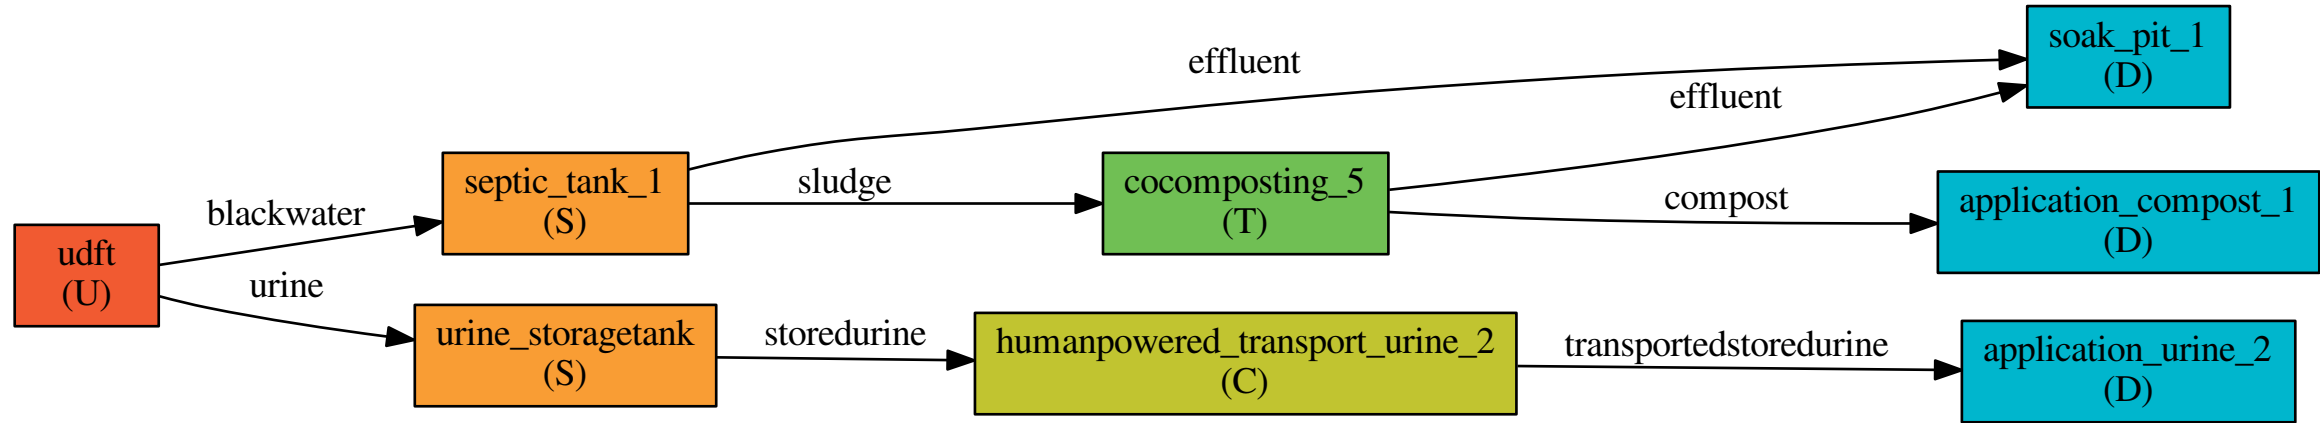 udft
(U)
blackwater
urine
septic_tank_1
(S)
urine_storagetank
(S)
effluent
sludge
storedurine
cocomposting_5
(T)
humanpowered_transport_urine_2
(C)
effluent
compost
transportedstoredurine
soak_pit_1
(D)
application_compost_1
(D)
application_urine_2
(D)